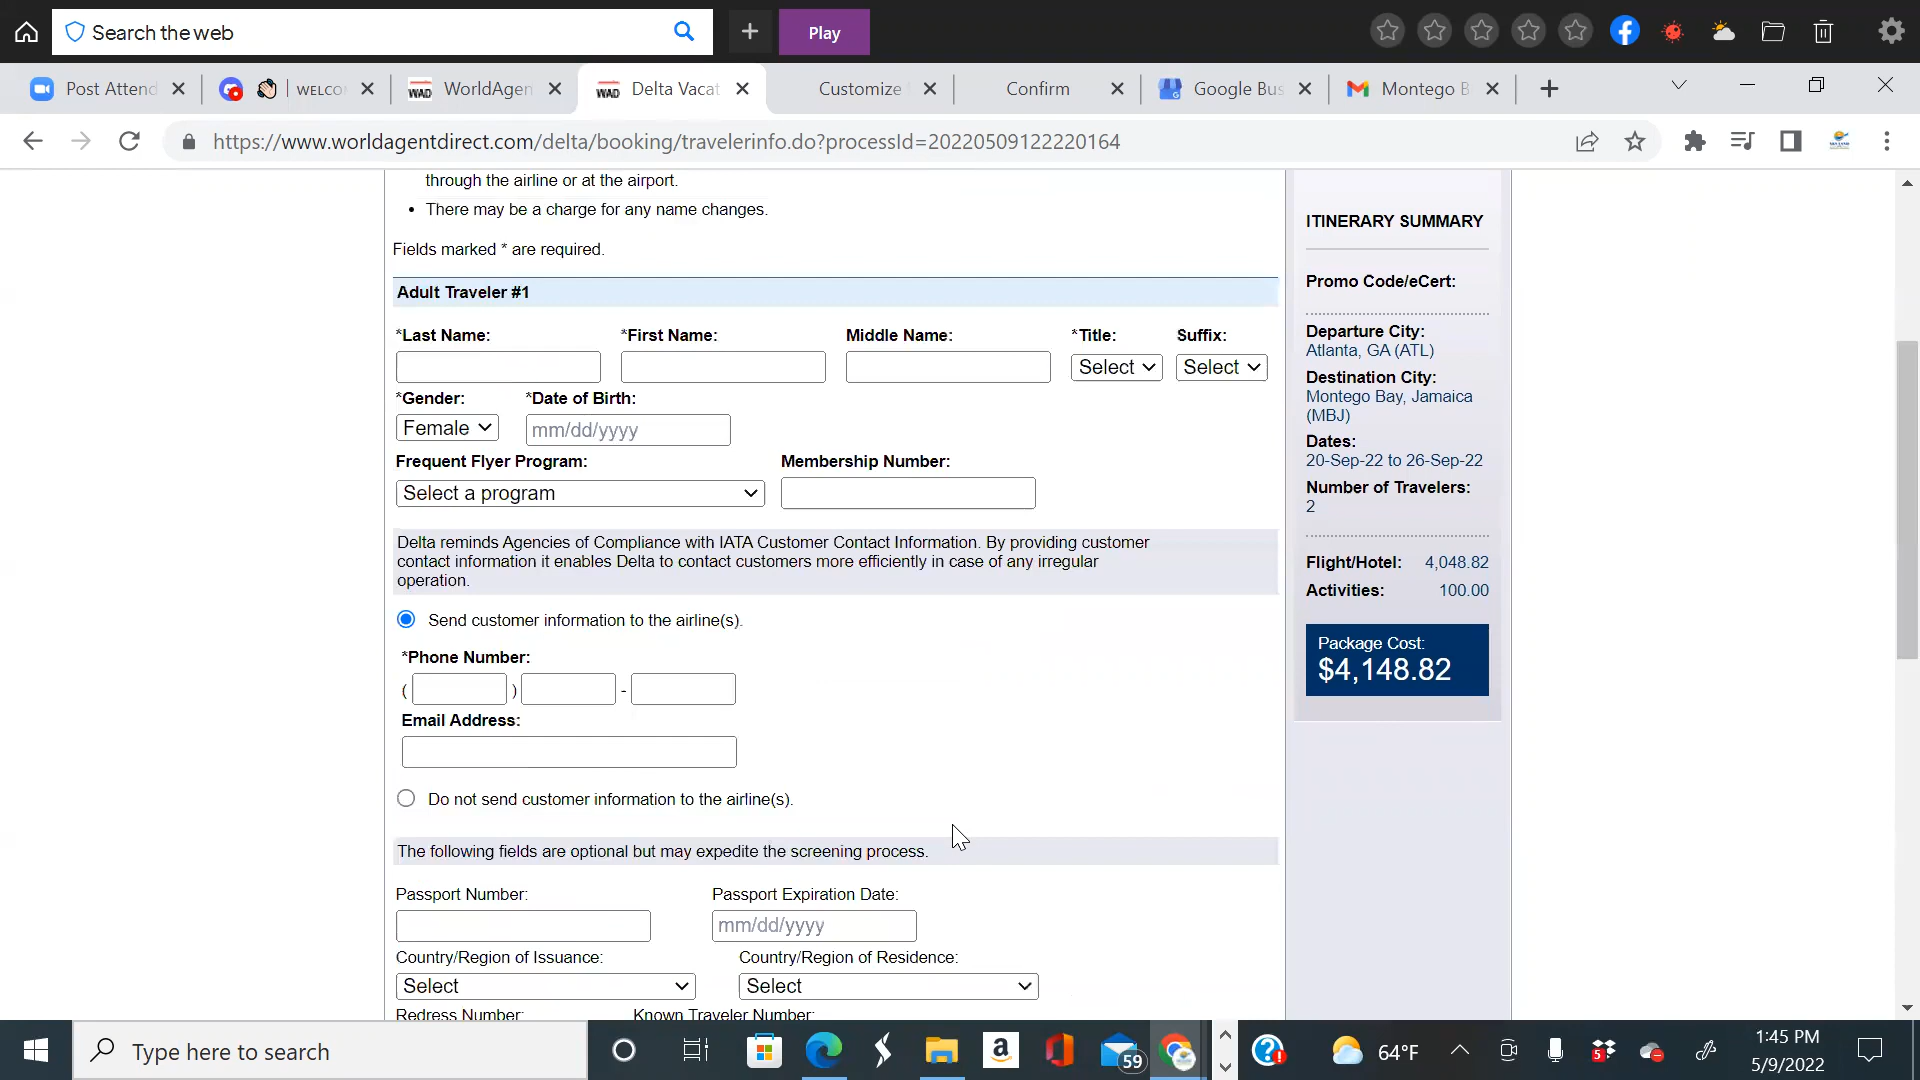 Search the web
Play
Post Attend
WELCO
WAD WorldAgen
WAD Delta Vacat
Customize
Confirm
Google Bus
Montego B
https://www.worldagentdirect.com/delta/booking/travelerinfo.do?processId=20220509122220164
through the airline or at the airport.
• There may be a charge for any name changes.
Fields marked * are required.
Adult Traveler #1
*Last Name: *First Name: Middle Name: *Title: Suffix:
Select Select
*Gender: *Date of Birth:
Female mm/dd/yyyy
Frequent Flyer Program: Membership Number:
Select a program
Delta reminds Agencies of Compliance with IATA Customer Contact Information. By providing customer
contact information it enables Delta to contact customers more efficiently in case of any irregular
operation.
Send customer information to the airline(s).
*Phone Number:
( ) -
Email Address:
Do not send customer information to the airline(s).
The following fields are optional but may expedite the screening process.
Passport Number: Passport Expiration Date:
mm/dd/yyyy
Country/Region of Issuance: Country/Region of Residence:
Select Select
Redress Number: Known Traveler Number:
ITINERARY SUMMARY
Promo Code/eCert:
Departure City:
Atlanta, GA (ATL)
Destination City:
Montego Bay, Jamaica
(MBJ)
Dates:
20-Sep-22 to 26-Sep-22
Number of Travelers:
2
Flight/Hotel: 4,048.82
Activities: 100.00
Package Cost:
$4,148.82
Type here to search
a
59
64°F
5
1:45 PM
5/9/2022